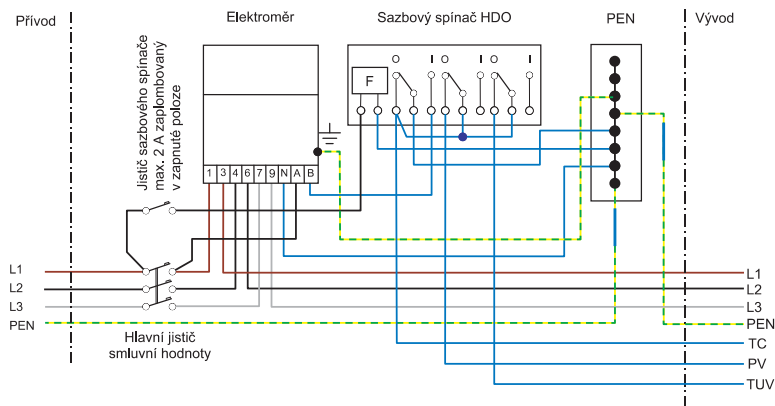 Přívod
Elektroměr
Sazbový spínač HDO
PEN
Vývod
Jistič sazbového spínače
max. 2 A zaplombovaný
v zapnuté poloze
F
O I O I O I
1 3 4 6 7 9 N A B
L1
L2
L3
PEN
Hlavní jistič
smluvní hodnoty
L1
L2
L3
PEN
TC
PV
TUV